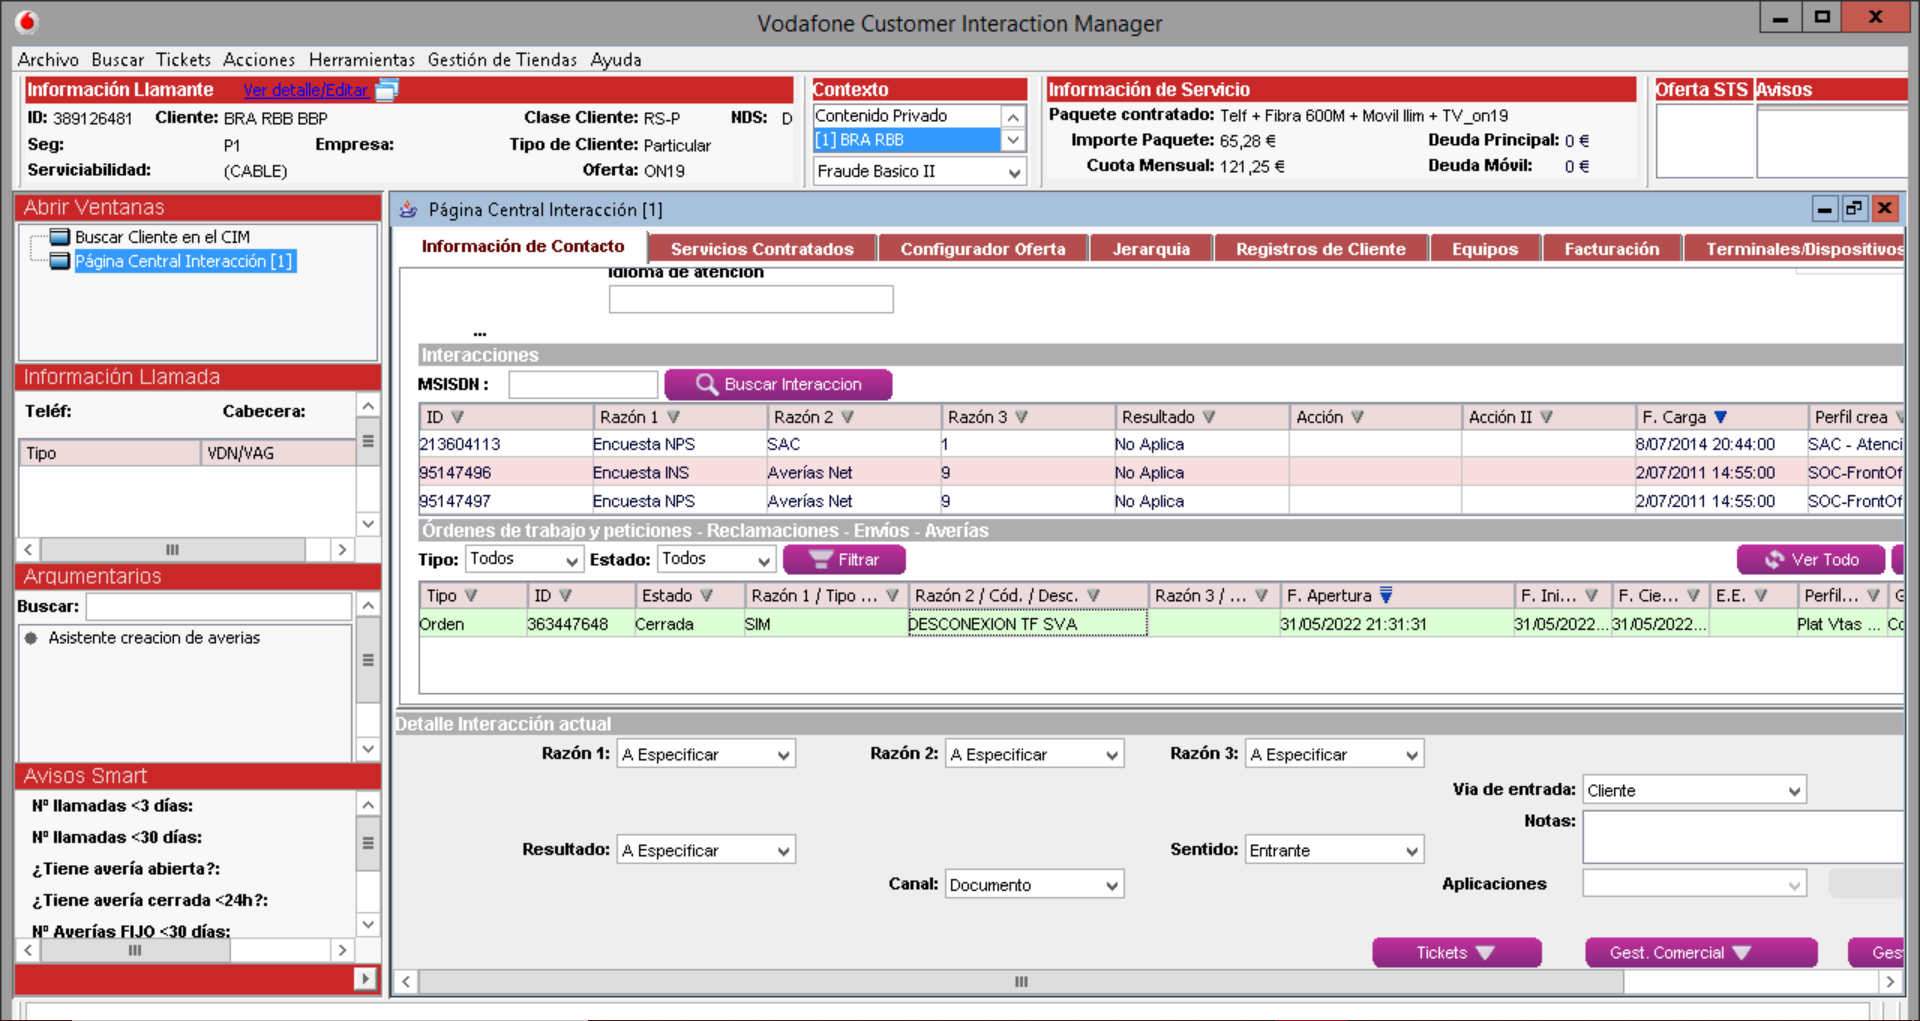 Vodafone Customer Interaction Manager
Archivo Buscar Tickets Acciones Herramientas Gestión de Tiendas Ayuda
Información Llamante Ver detalle/Editar
ID: 389126481 Cliente: BRA RBB BBP Clase Cliente: RS-P NDS: D
Seg: P1 Empresa: Tipo de Cliente: Particular
Serviciabilidad: (CABLE) Oferta: ON19
Contexto
Contenido Privado
[1] BRA RBB
Fraude Basico II
Información de Servicio
Paquete contratado: Telf + Fibra 600M + Movil Ilim + TV_on19
Importe Paquete: 65,28 € Deuda Principal: 0 €
Cuota Mensual: 121,25 € Deuda Móvil: 0 €
Oferta STS Avisos
Abrir Ventanas
Buscar Cliente en el CIM
Página Central Interacción [1]
Información Llamada
Teléf: Cabecera:
Tipo VDN/VAG
Argumentarios
Buscar:
Asistente creacion de averias
Avisos Smart
Nº llamadas <3 días:
Nº llamadas <30 días:
¿Tiene avería abierta?:
¿Tiene avería cerrada <24h?:
Nº Averías FIJO <30 días:
Página Central Interacción [1]
Información de Contacto Servicios Contratados Configurador Oferta Jerarquia Registros de Cliente Equipos Facturación Terminales/Dispositivos
Idioma de atención
...
Interacciones
MSISDN : Buscar Interaccion
ID Razón 1 Razón 2 Razón 3 Resultado Acción Acción II F. Carga Perfil crea
213604113 Encuesta NPS SAC 1 No Aplica 8/07/2014 20:44:00 SAC - Atenci
95147496 Encuesta INS Averías Net 9 No Aplica 2/07/2011 14:55:00 SOC-FrontOf
95147497 Encuesta NPS Averías Net 9 No Aplica 2/07/2011 14:55:00 SOC-FrontOf
Órdenes de trabajo y peticiones - Reclamaciones - Envíos - Averías
Tipo: Todos Estado: Todos Filtrar Ver Todo
Tipo ID Estado Razón 1 / Tipo ... Razón 2 / Cód. / Desc. Razón 3 / ... F. Apertura F. Ini... F. Cie... E.E. Perfil... G
Orden 363447648 Cerrada SIM DESCONEXION TF SVA 31/05/2022 21:31:31 31/05/2022... 31/05/2022... Plat Vtas ... Co
Detalle Interacción actual
Razón 1: A Especificar Razón 2: A Especificar Razón 3: A Especificar
Via de entrada: Cliente
Notas:
Resultado: A Especificar Sentido: Entrante
Canal: Documento Aplicaciones
Tickets Gest. Comercial Ges